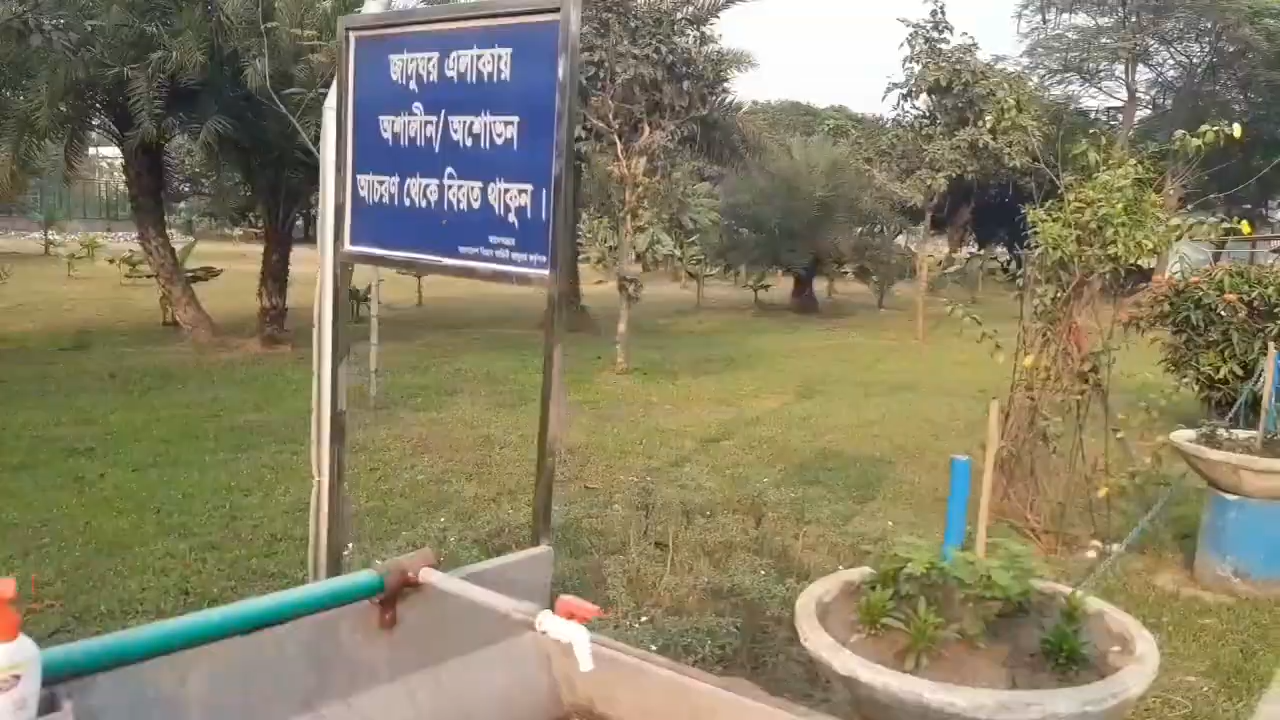 জাদুঘর এলাকায়
অশালীন/ অশোভন
আচরণ থেকে বিরত থাকুন ।